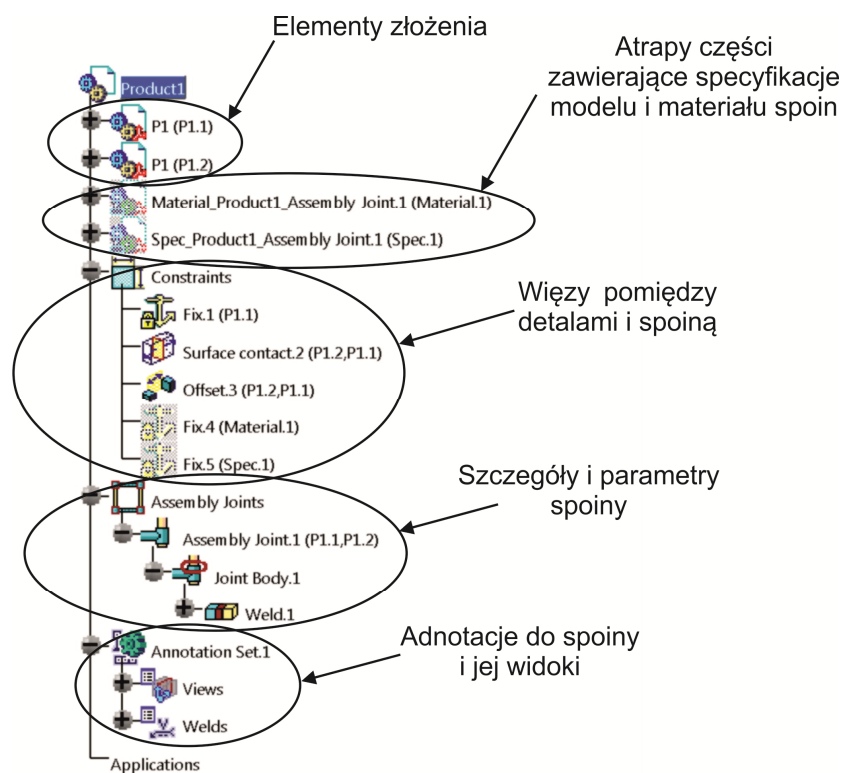 Elementy złożenia
Atrapy części
zawierające specyfikacje
modelu i materiału spoin
Product1
P1 (P1.1)
P1 (P1.2)
Material_Product1_Assembly Joint.1 (Material.1)
Spec_Product1_Assembly Joint.1 (Spec.1)
Constraints
Więzy pomiędzy
detalami i spoiną
Fix.1 (P1.1)
Surface contact.2 (P1.2,P1.1)
Offset.3 (P1.2,P1.1)
Fix.4 (Material.1)
Fix.5 (Spec.1)
Szczegóły i parametry
spoiny
Assembly Joints
Assembly Joint.1 (P1.1,P1.2)
Joint Body.1
Weld.1
Adnotacje do spoiny
i jej widoki
Annotation Set.1
Views
Welds
Applications